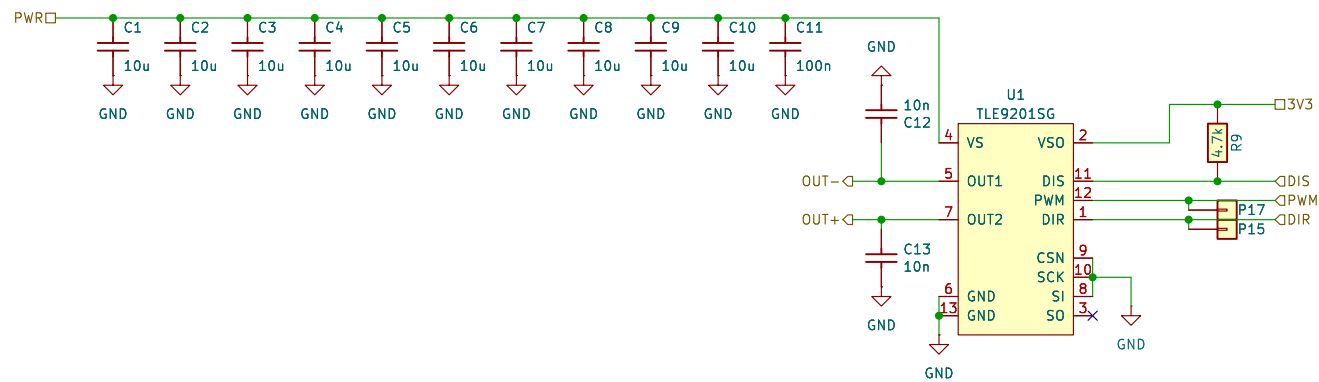 PWR
C1 C2 C3 C4 C5 C6 C7 C8 C9 C10 C11
10u 10u 10u 10u 10u 10u 10u 10u 10u 10u 100n
GND GND GND GND GND GND GND GND GND GND GND
GND
10n
C12
U1
TLE9201SG
3V3
4.7k
R9
4 VS VSO 2
OUT- 5 OUT1 DIS 11 DIS
PWM 12 PWM
P17
OUT+ 7 OUT2 DIR 1 DIR
P15
C13
10n
GND
CSN 9
SCK 10
6 GND SI 8
13 GND SO 3
GND
GND